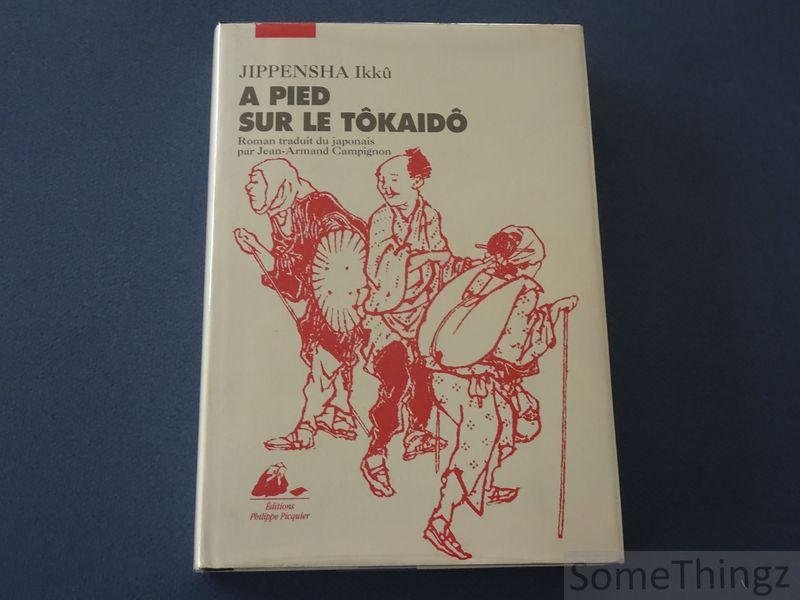 JIPPENSHA Ikkû
A PIED
SUR LE TÔKAIDÔ
Roman traduit du japonais
par Jean-Armand Campignon
Éditions
Philippe Picquier
SomeThingz